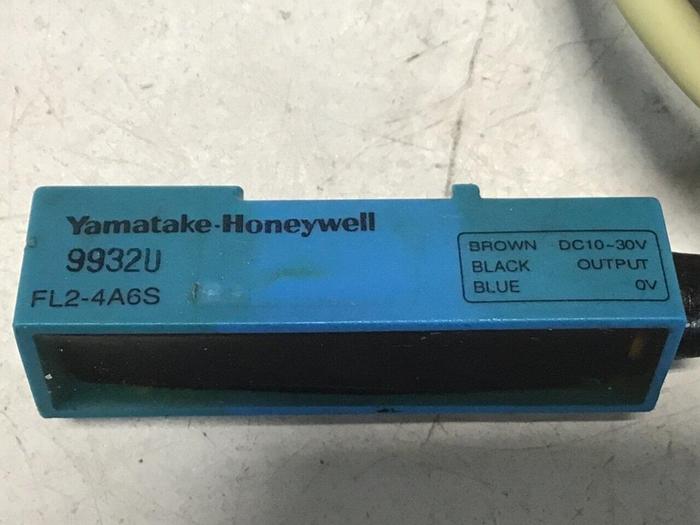 Yamatake-Honeywell
9932U
FL2-4A6S
BROWN DC10~30V
BLACK OUTPUT
BLUE 0V